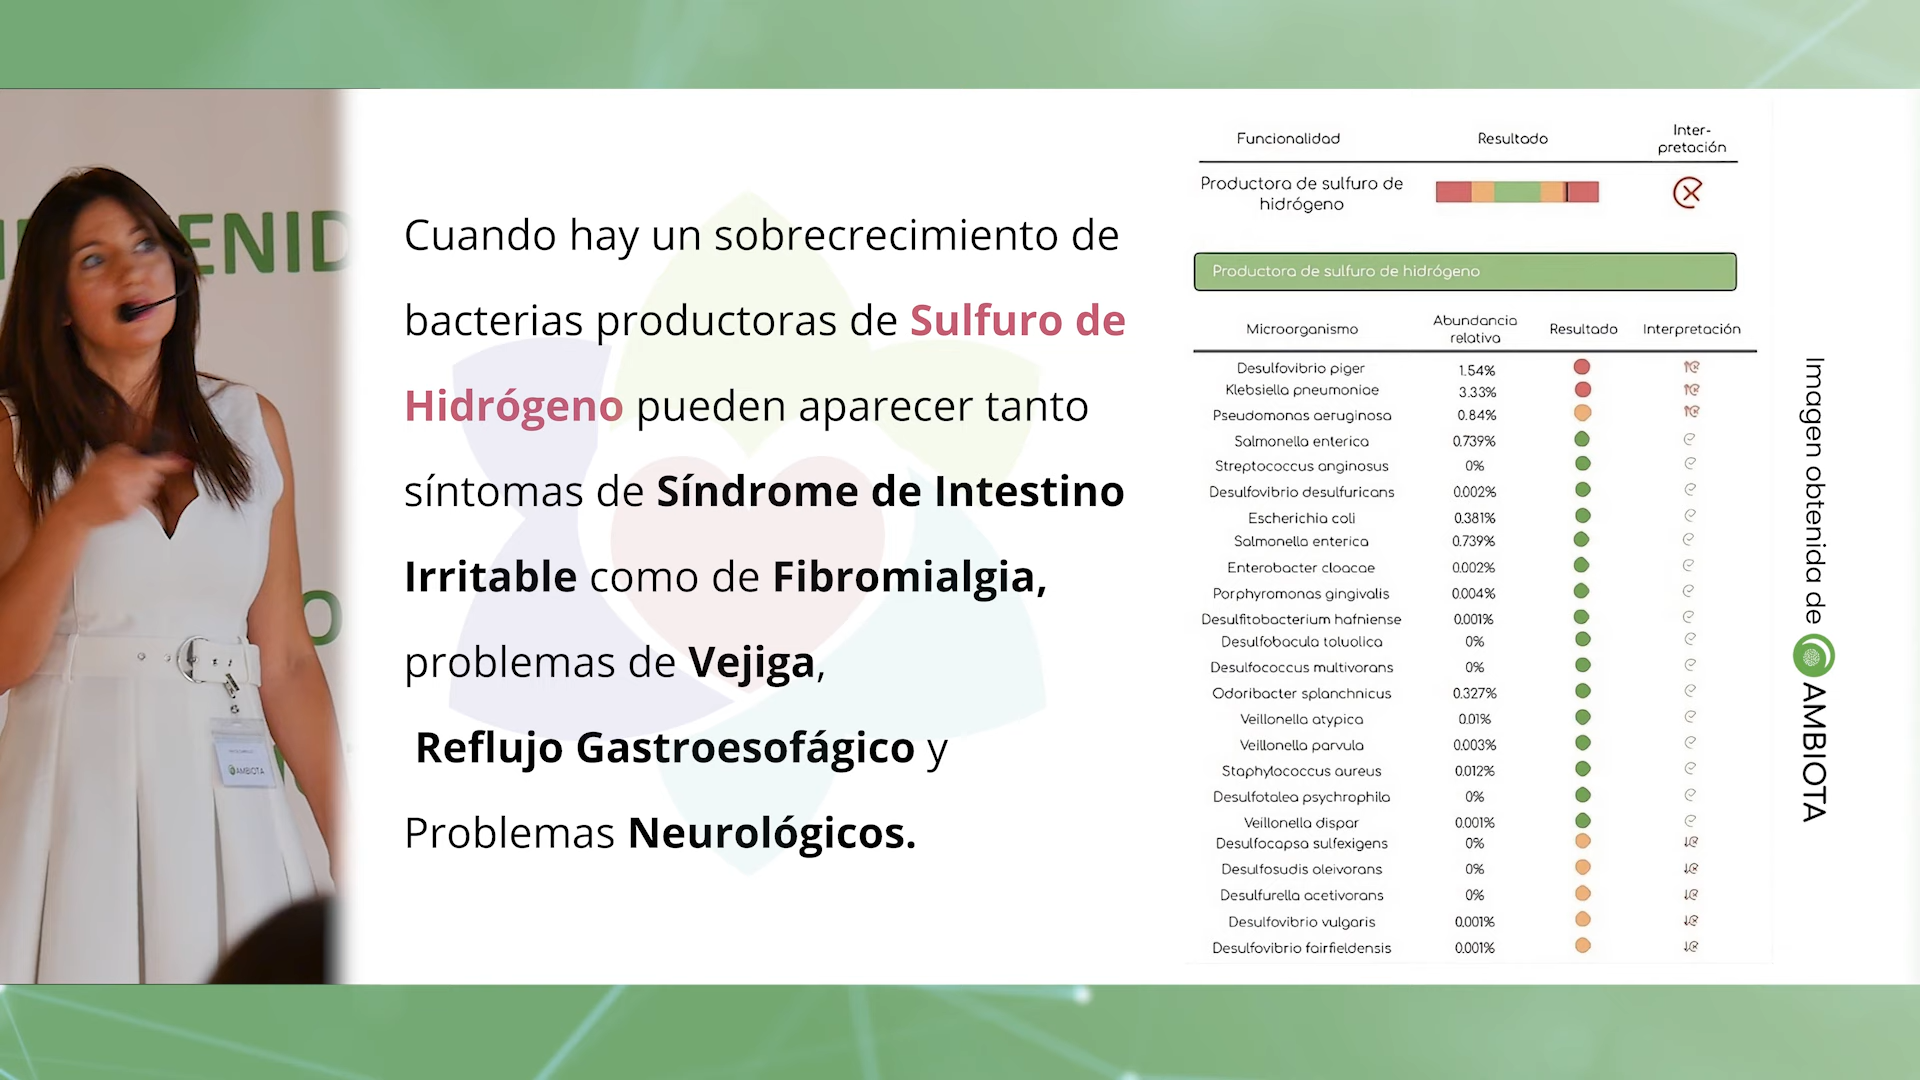 ENID
O
AMBIOTA
Cuando hay un sobrecrecimiento de
bacterias productoras de Sulfuro de
Hidrógeno pueden aparecer tanto
síntomas de Síndrome de Intestino
Irritable como de Fibromialgia,
problemas de Vejiga,
Reflujo Gastroesofágico y
Problemas Neurológicos.
Funcionalidad Resultado Inter-
pretación
Productora de sulfuro de
hidrógeno
Productora de sulfuro de hidrógeno
Microorganismo Abundancia
relativa Resultado Interpretación
Desulfovibrio piger 1.54%
Klebsiella pneumoniae 3.33%
Pseudomonas aeruginosa 0.84%
Salmonella enterica 0.739%
Streptococcus anginosus 0%
Desulfovibrio desulfuricans 0.002%
Escherichia coli 0.381%
Salmonella enterica 0.739%
Enterobacter cloacae 0.002%
Porphyromonas gingivalis 0.004%
Desulfitobacterium hafniense 0.001%
Desulfobacula toluolica 0%
Desulfococcus multivorans 0%
Odoribacter splanchnicus 0.327%
Veillonella atypica 0.01%
Veillonella parvula 0.003%
Staphylococcus aureus 0.012%
Desulfotalea psychrophila 0%
Veillonella dispar 0.001%
Desulfocapsa sulfexigens 0%
Desulfosudis oleivorans 0%
Desulfurella acetivorans 0%
Desulfovibrio vulgaris 0.001%
Desulfovibrio fairfieldensis 0.001%
Imagen obtenida de AMBIOTA